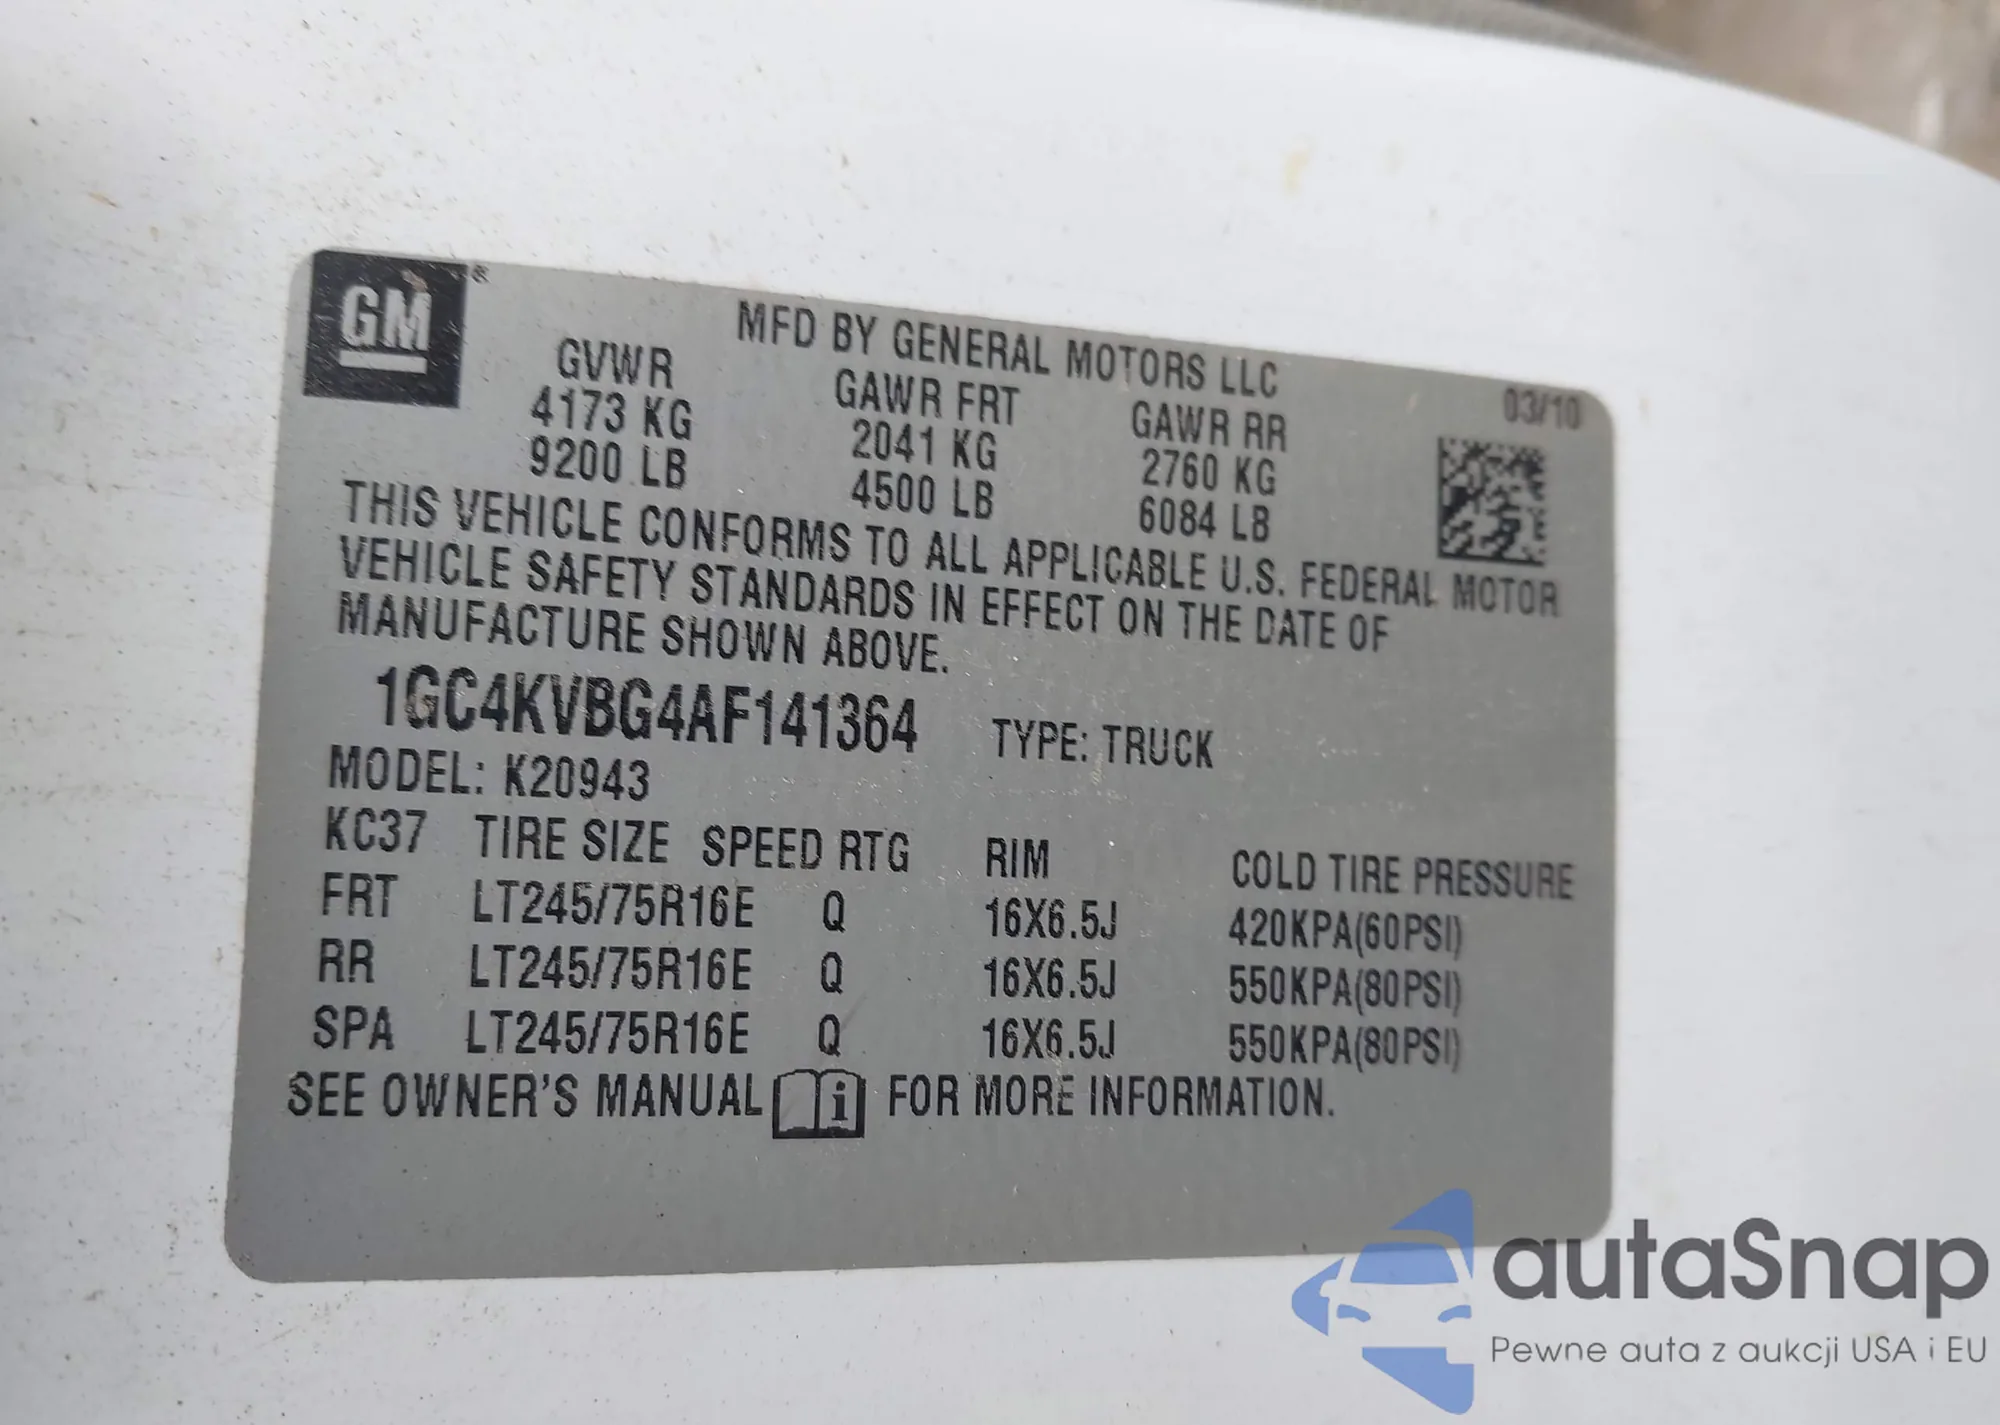 GM®
MFD BY GENERAL MOTORS LLC
03/10
GVWR GAWR FRT GAWR RR
4173 KG 2041 KG 2760 KG
9200 LB 4500 LB 6084 LB
THIS VEHICLE CONFORMS TO ALL APPLICABLE U.S. FEDERAL MOTOR
VEHICLE SAFETY STANDARDS IN EFFECT ON THE DATE OF
MANUFACTURE SHOWN ABOVE.
1GC4KVBG4AF141364 TYPE: TRUCK
MODEL: K20943
KC37 TIRE SIZE SPEED RTG RIM COLD TIRE PRESSURE
FRT LT245/75R16E Q 16X6.5J 420KPA(60PSI)
RR LT245/75R16E Q 16X6.5J 550KPA(80PSI)
SPA LT245/75R16E Q 16X6.5J 550KPA(80PSI)
SEE OWNER'S MANUAL i FOR MORE INFORMATION.
autaSnap
Pewne auta z aukcji USA i EU